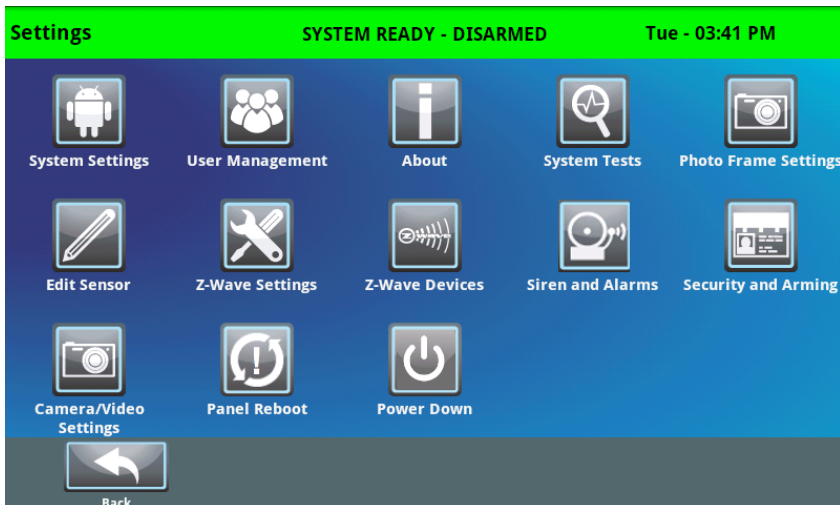 Settings SYSTEM READY - DISARMED Tue - 03:41 PM
System Settings User Management About System Tests Photo Frame Settings
Z WAVE
Edit Sensor Z-Wave Settings Z-Wave Devices Siren and Alarms Security and Arming
Camera/Video Panel Reboot Power Down
Settings
Back